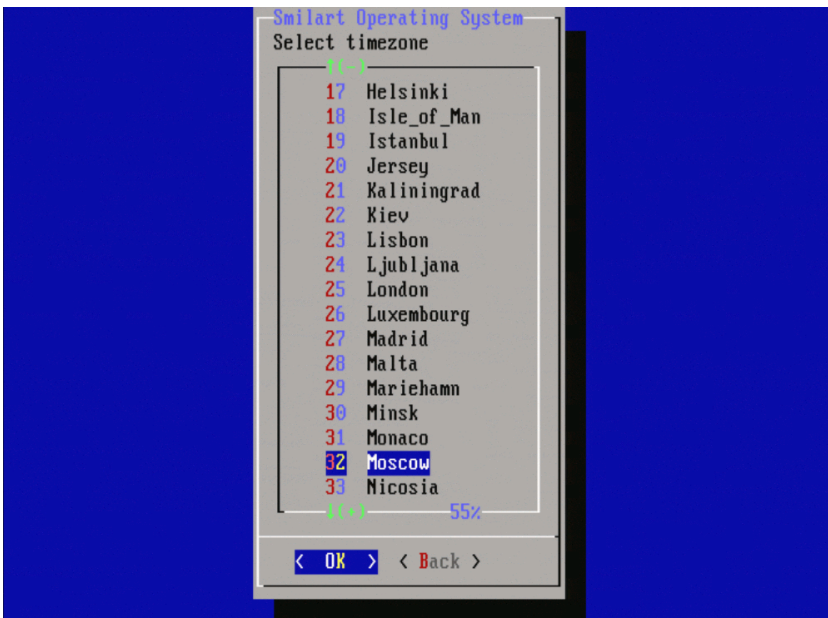 Smilart Operating System
Select timezone
↑(-)
17 Helsinki
18 Isle_of_Man
19 Istanbul
20 Jersey
21 Kaliningrad
22 Kiev
23 Lisbon
24 Ljubljana
25 London
26 Luxembourg
27 Madrid
28 Malta
29 Mariehamn
30 Minsk
31 Monaco
32 Moscow
33 Nicosia
↓(+) 55%
< OK > < Back >